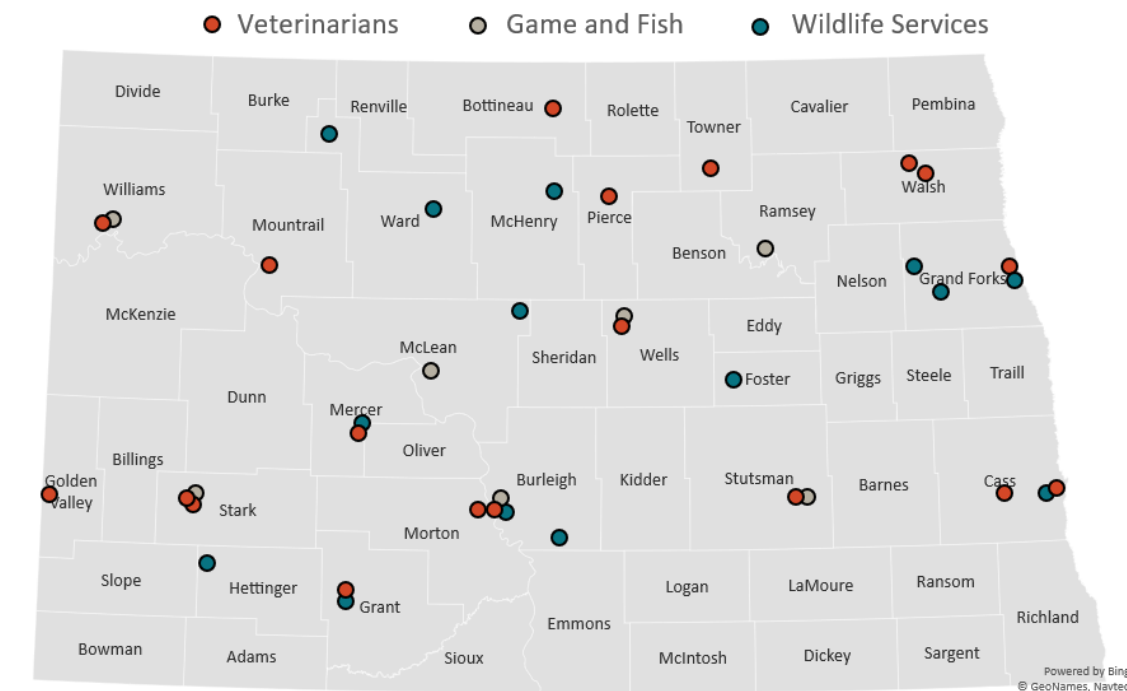 Veterinarians Game and Fish Wildlife Services
Divide
Burke
Renville
Bottineau
Rolette
Towner
Cavalier
Pembina
Williams
Mountrail
Ward
McHenry
Pierce
Benson
Ramsey
Walsh
Nelson
Grand Forks
McKenzie
McLean
Sheridan
Wells
Eddy
Foster
Griggs
Steele
Traill
Dunn
Mercer
Oliver
Golden
Valley
Billings
Stark
Morton
Burleigh
Kidder
Stutsman
Barnes
Cass
Slope
Hettinger
Grant
Emmons
Logan
LaMoure
Ransom
Richland
Bowman
Adams
Sioux
McIntosh
Dickey
Sargent
Powered by Bing
© GeoNames, Navteq